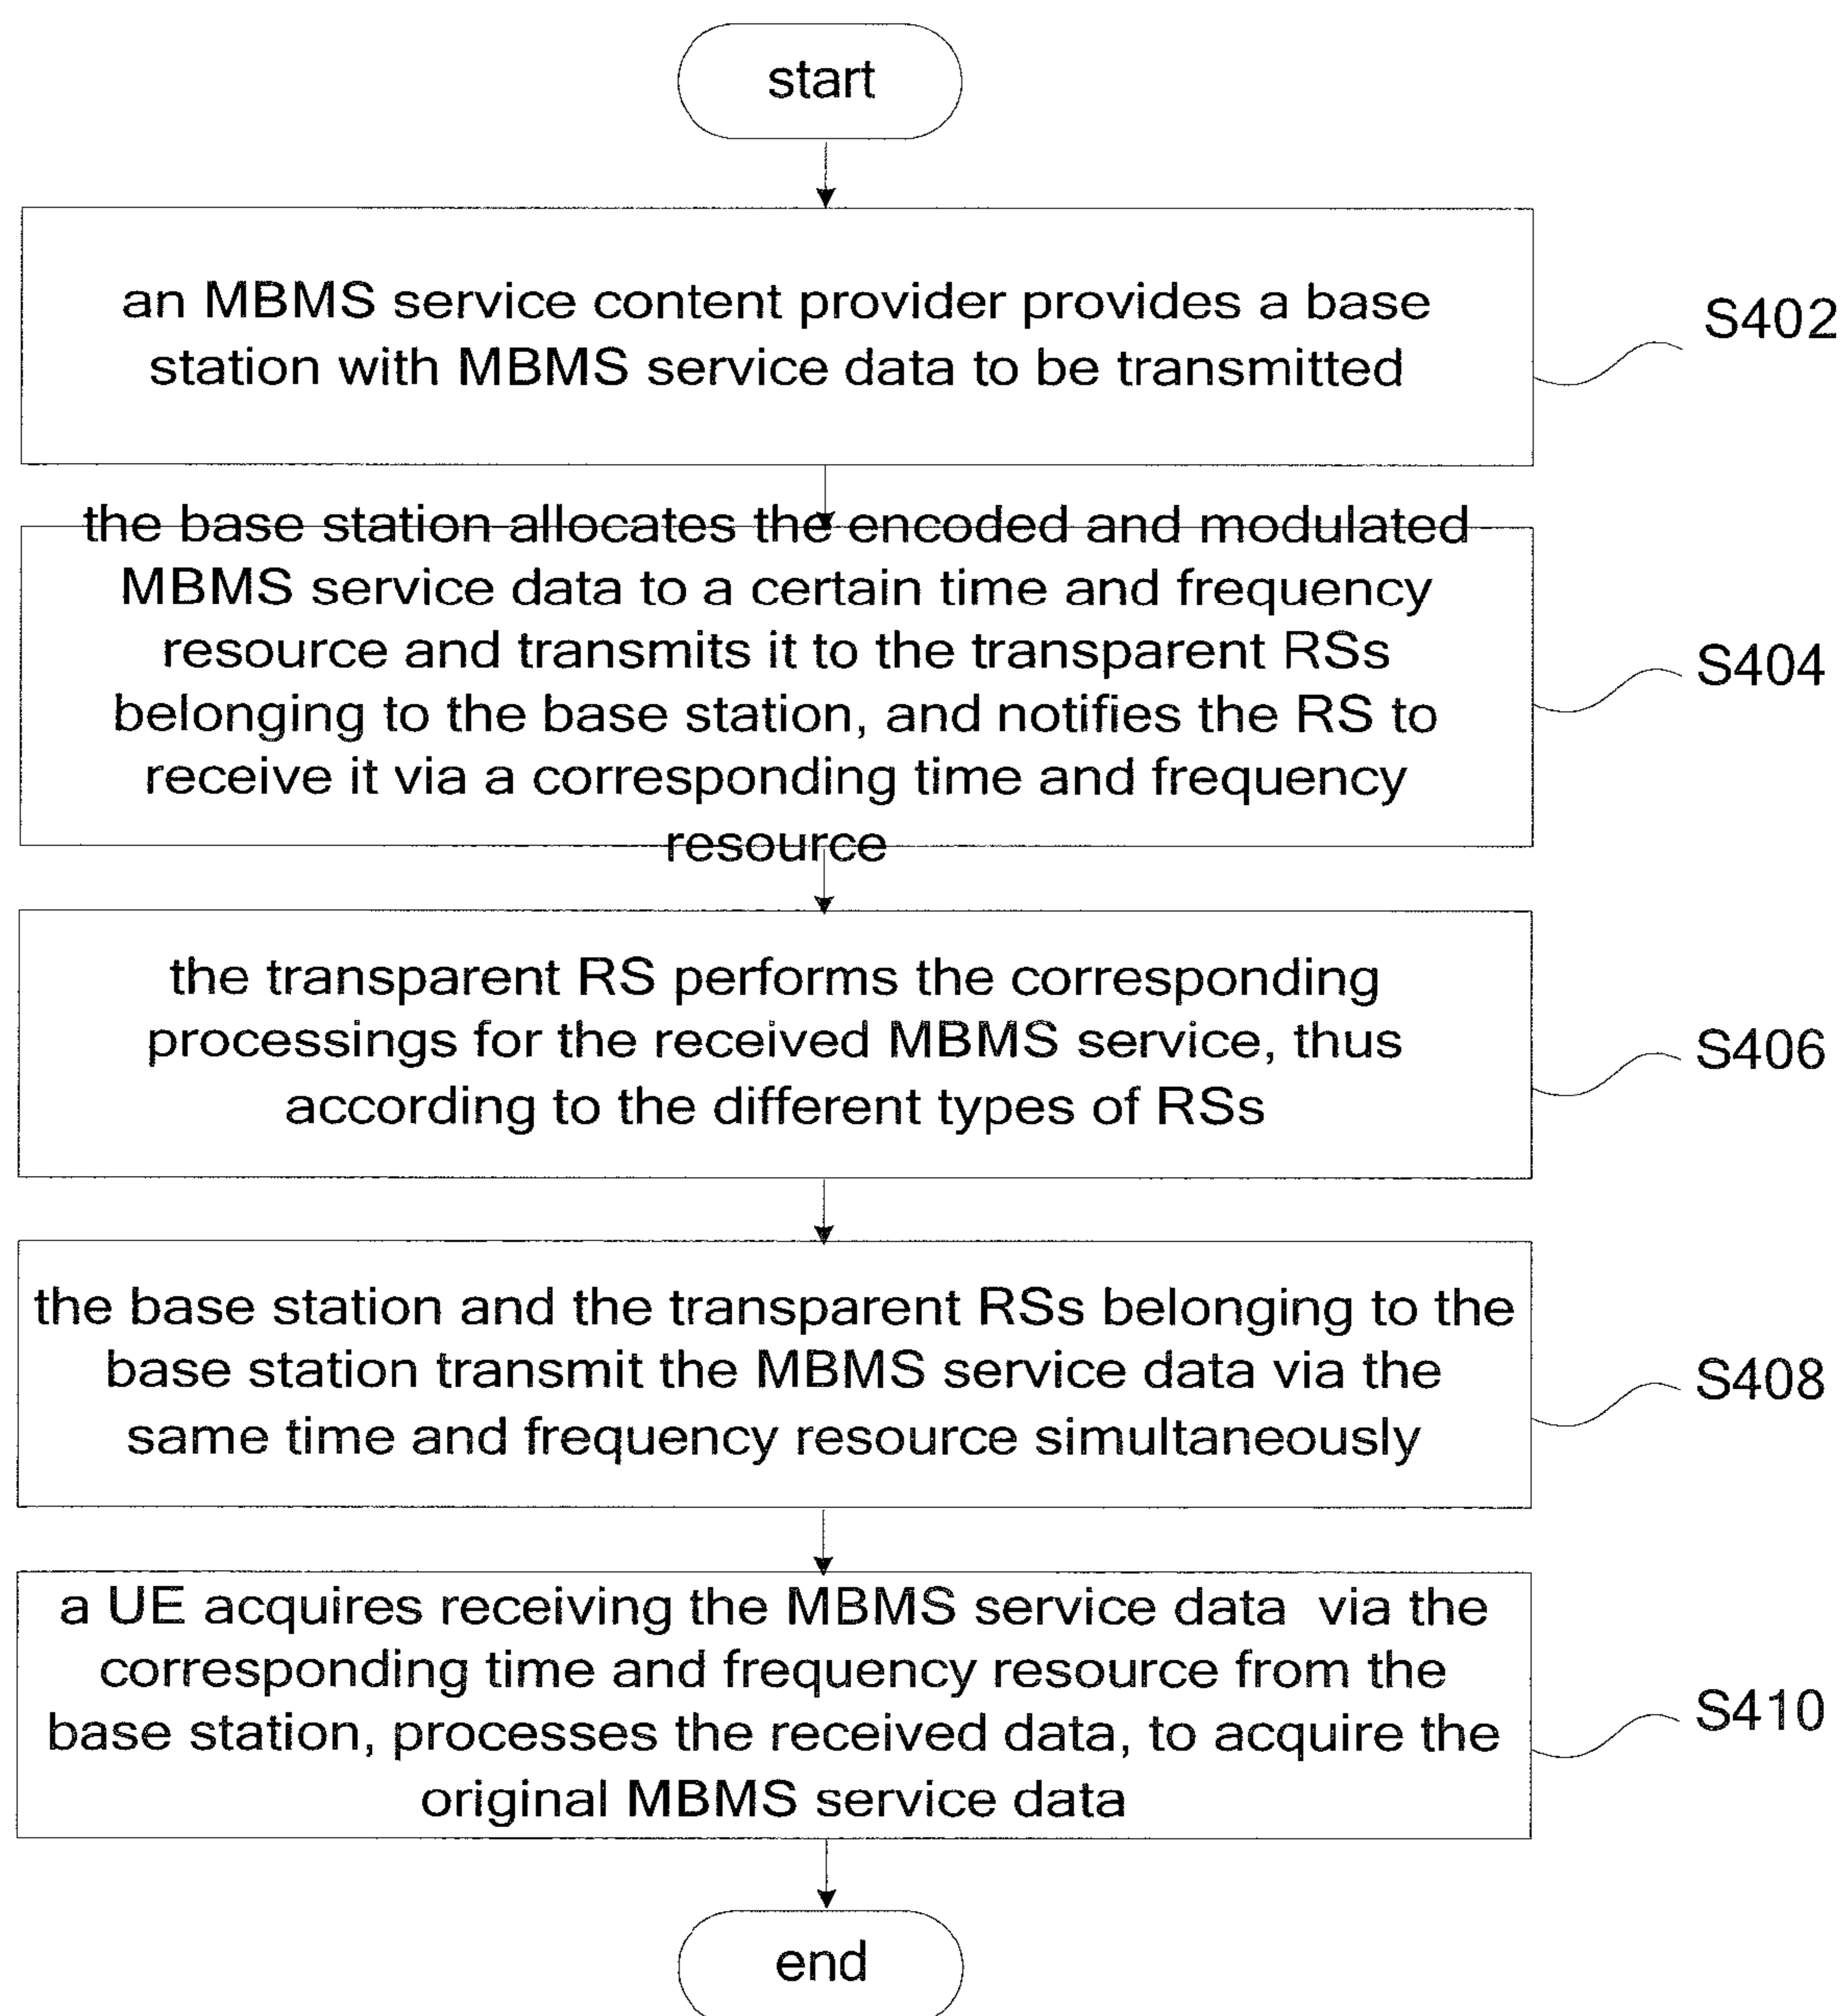 start
an MBMS service content provider provides a base
station with MBMS service data to be transmitted
S402
the base station allocates the encoded and modulated
MBMS service data to a certain time and frequency
resource and transmits it to the transparent RSs
belonging to the base station, and notifies the RS to
receive it via a corresponding time and frequency
resource
S404
the transparent RS performs the corresponding
processings for the received MBMS service, thus
according to the different types of RSs
S406
the base station and the transparent RSs belonging to the
base station transmit the MBMS service data via the
same time and frequency resource simultaneously
S408
a UE acquires receiving the MBMS service data via the
corresponding time and frequency resource from the
base station, processes the received data, to acquire the
original MBMS service data
S410
end